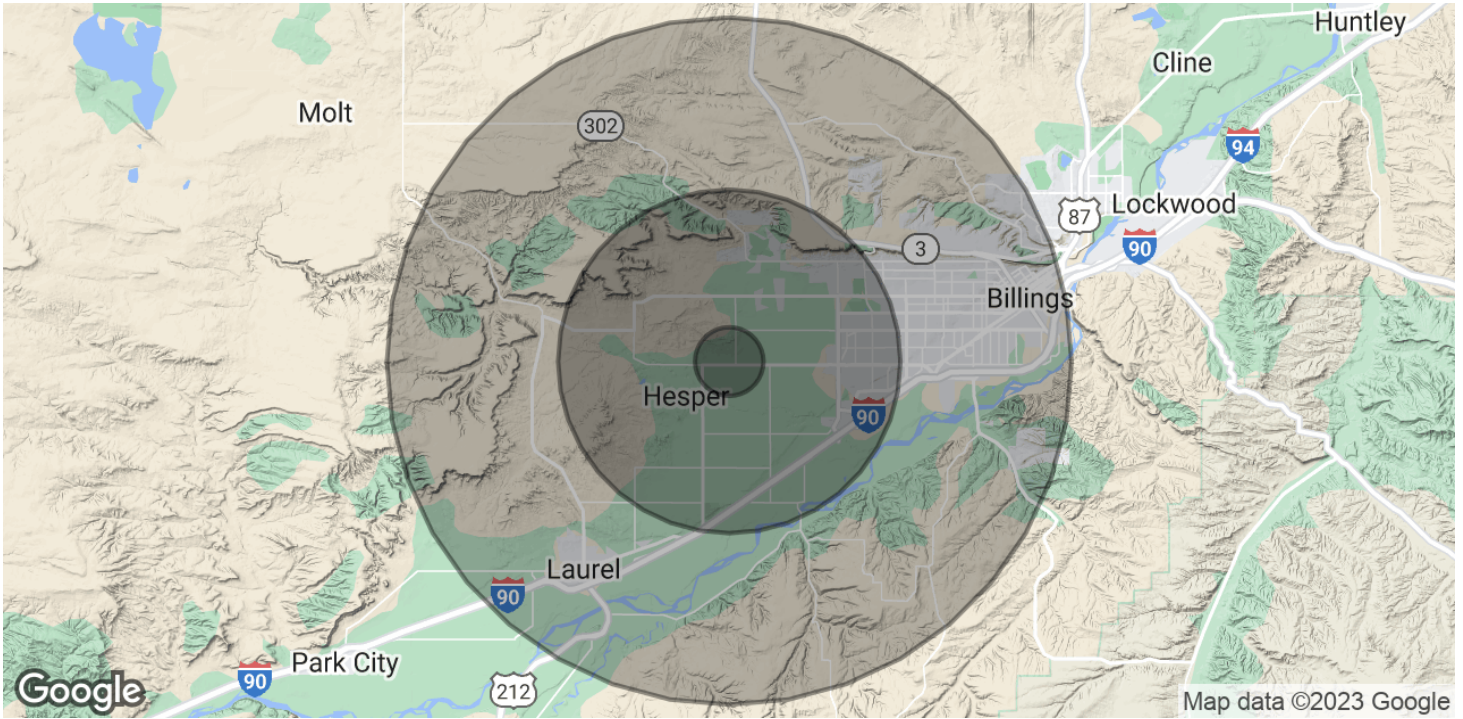 Huntley
Cline
Molt
302
94
87
Lockwood
3
90
Billings
Hesper
90
Laurel
90
Park City
90
212
Google
Map data ©2023 Google